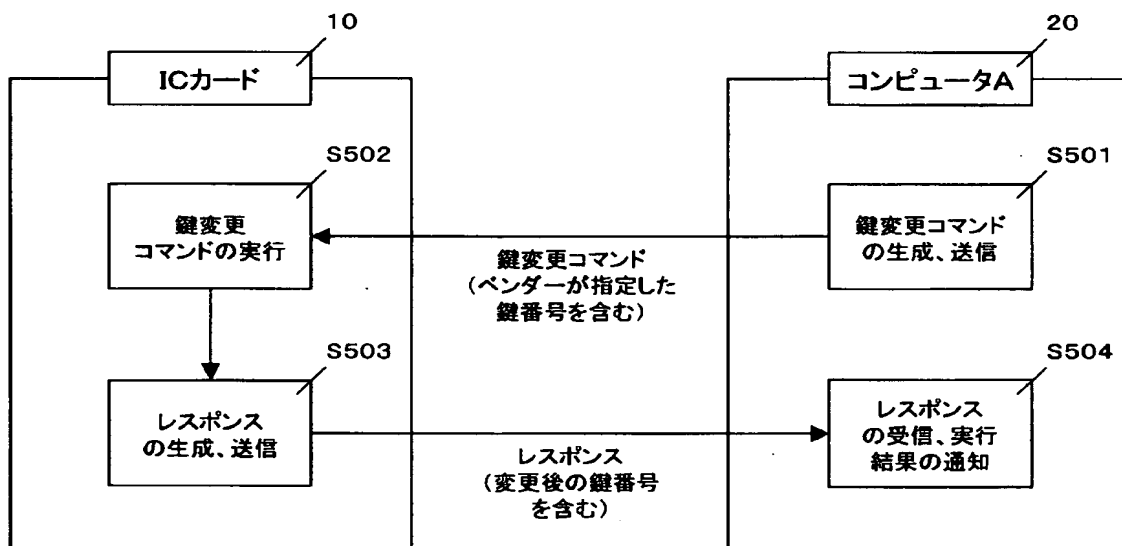 10
ICカード
20
コンピュータA
S502
鍵変更
コマンドの実行
S501
鍵変更コマンド
の生成、送信
鍵変更コマンド
(ベンダーが指定した
鍵番号を含む)
S503
レスポンス
の生成、送信
S504
レスポンス
の受信、実行
結果の通知
レスポンス
(変更後の鍵番号
を含む)